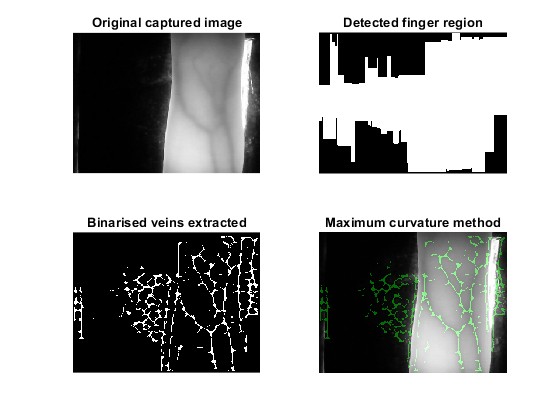 Original captured image
Detected finger region
Binarised veins extracted
Maximum curvature method